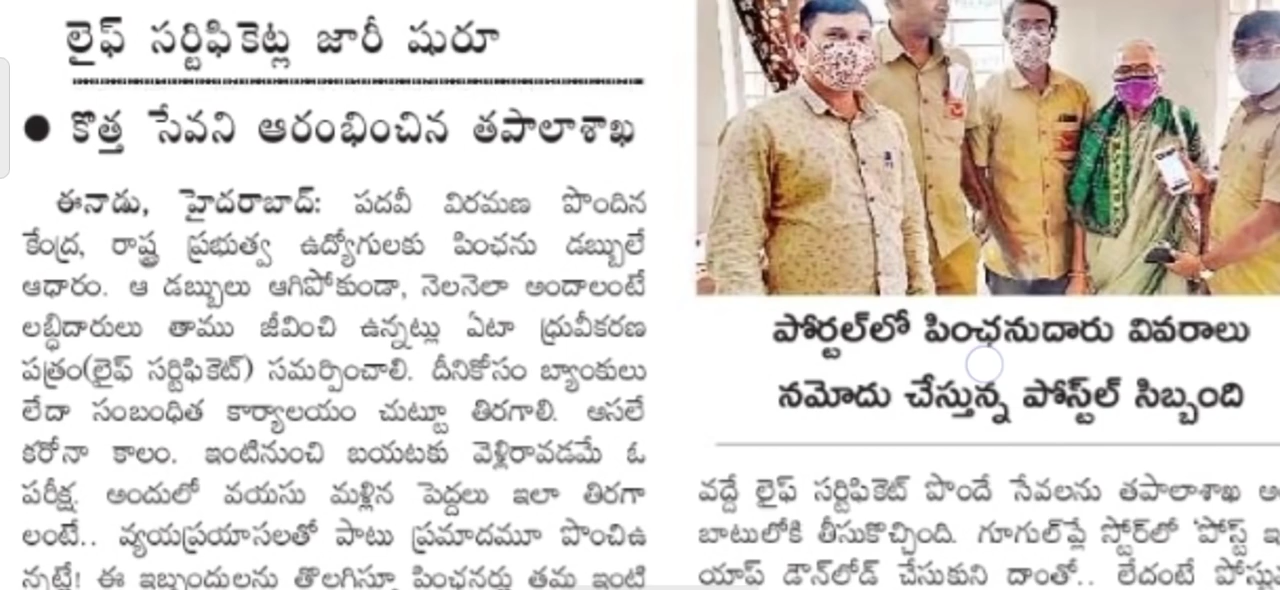 లైఫ్ సర్టిఫికెట్ల జారీ షురూ
● కొత్త సేవని ఆరంభించిన తపాలాశాఖ
ఈనాడు, హైదరాబాద్: పదవీ విరమణ పొందిన
కేంద్ర, రాష్ట్ర ప్రభుత్వ ఉద్యోగులకు పింఛను డబ్బులే
ఆధారం. ఆ డబ్బులు ఆగిపోకుండా, నెలనెలా అందాలంటే
లబ్ధిదారులు తాము జీవించి ఉన్నట్లు ఏటా ధ్రువీకరణ
పత్రం(లైఫ్ సర్టిఫికెట్) సమర్పించాలి. దీనికోసం బ్యాంకులు
లేదా సంబంధిత కార్యాలయం చుట్టూ తిరగాలి. అసలే
కరోనా కాలం. ఇంటినుంచి బయటకు వెళ్లిరావడమే ఓ
పరీక్ష. అందులో వయసు మళ్లిన పెద్దలు ఇలా తిరగా
లంటే.. వ్యయప్రయాసలతో పాటు ప్రమాదమూ పొంచిఉ
న్నట్టే! ఈ ఇబ్బందులను తొలగిస్తూ పింఛనర్లు తమ ఇంటి
పోర్టల్‌లో పింఛనుదారు వివరాలు
నమోదు చేస్తున్న పోస్టల్ సిబ్బంది
వద్దే లైఫ్ సర్టిఫికెట్ పొందే సేవలను తపాలాశాఖ
బాటులోకి తీసుకొచ్చింది. గూగుల్‌ప్లే స్టోర్‌లో 'పోస్ట్
యాప్ డౌన్‌లోడ్ చేసుకుని దాంతో.. లేదంటే